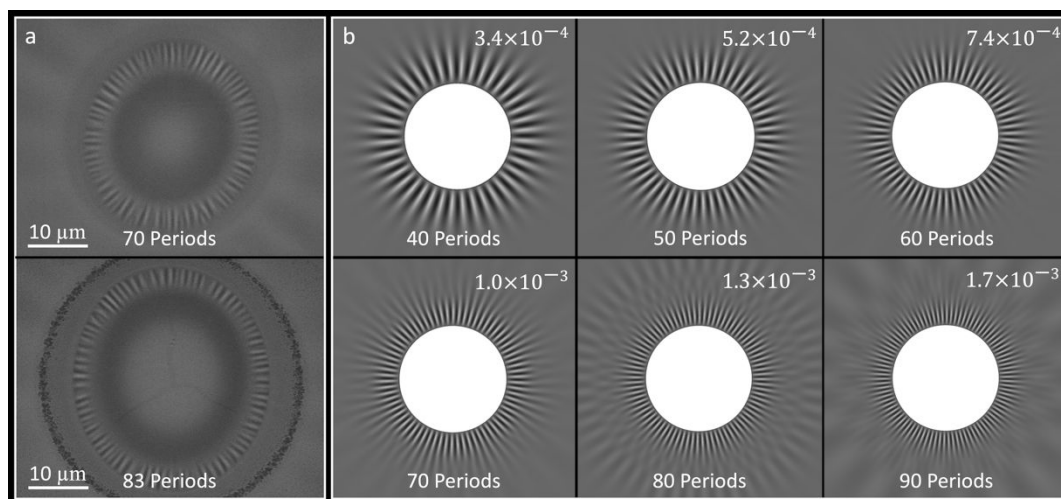 a
70 Periods
10 µm
83 Periods
10 µm
b
3.4×10⁻⁴
40 Periods
5.2×10⁻⁴
50 Periods
7.4×10⁻⁴
60 Periods
1.0×10⁻³
70 Periods
1.3×10⁻³
80 Periods
1.7×10⁻³
90 Periods